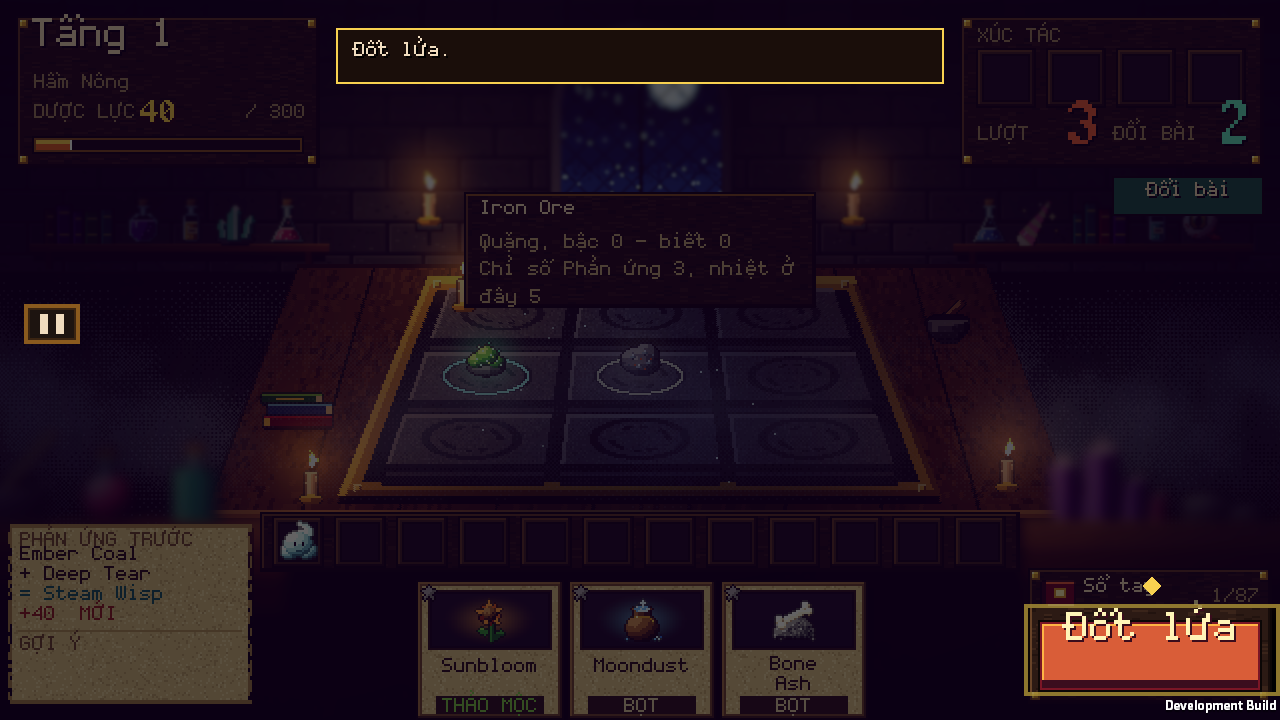 Tầng 1
Hầm Nông
DƯỢC LỰC 40 / 300
Đốt lửa.
XÚC TÁC
LƯỢT 3 ĐỔI BÀI 2
Đổi bài
Iron Ore
Quặng, bậc 0 — biết 0
Chỉ số Phản ứng 3, nhiệt ở
đây 5
PHẢN ỨNG TRƯỚC
Ember Coal
+ Deep Tear
= Steam Wisp
+40 MỚI
GỢI Ý
Sunbloom
THẢO MỘC
Moondust
BỘT
Bone
Ash
BỘT
Sổ ta
1/87
Đốt lửa
Development Build